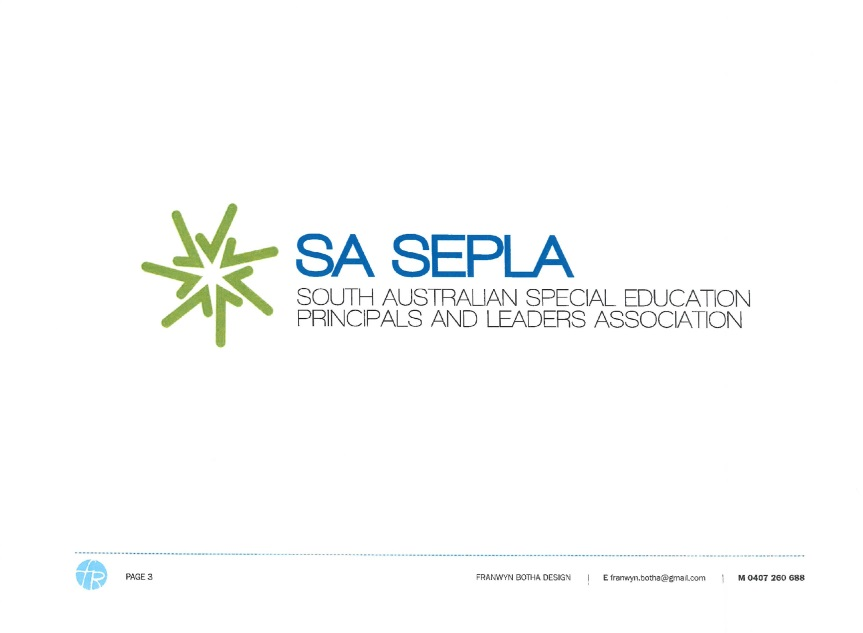 SA SEPLA
SOUTH AUSTRALIAN SPECIAL EDUCATION
PRINCIPALS AND LEADERS ASSOCIATION
fR
PAGE 3
FRANWYN BOTHA DESIGN | E franwyn.botha@gmail.com | M 0407 260 688